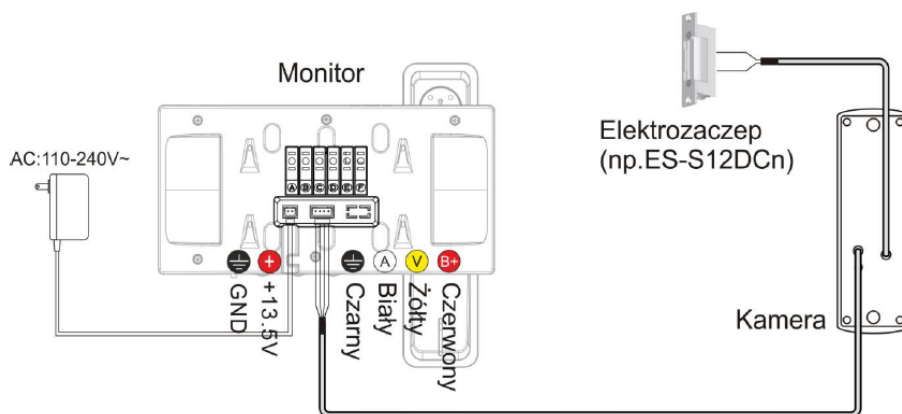 Monitor
AC:110-240V~
Elektrozaczep
(np.ES-S12DCn)
A B C D E F
+ A V B+
GND
+13.5V
Czarny
Biały
Żółty
Czerwony
Kamera